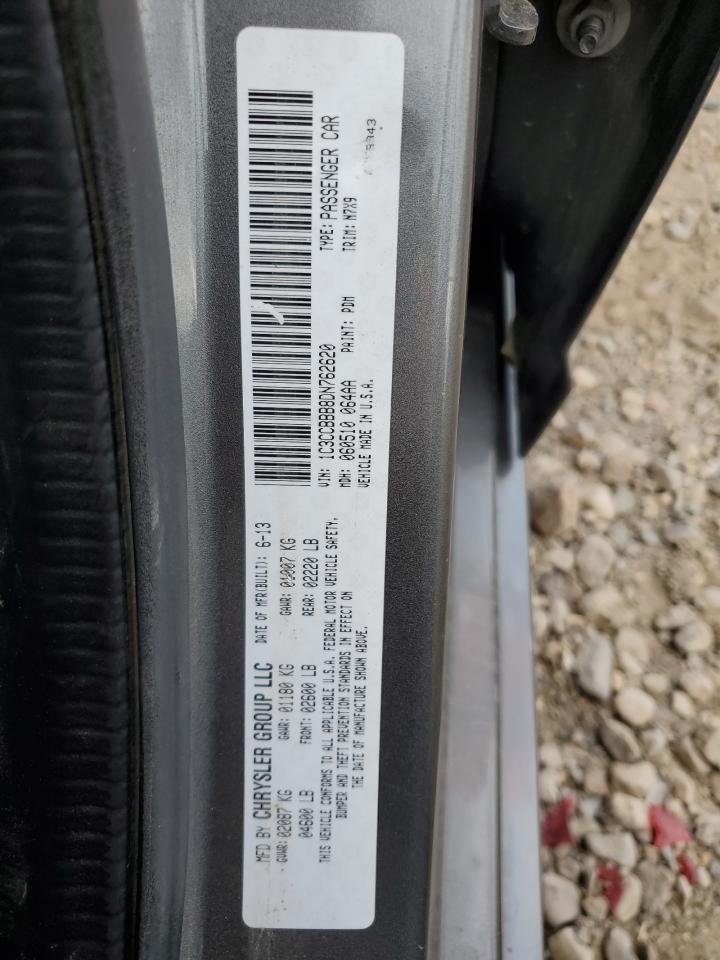 MFD BY CHRYSLER GROUP LLC DATE OF MFR(BUILT): 6-13
GVWR: 02087 KG GAWR: 01180 KG GAWR: 01007 KG
04600 LB FRONT: 02600 LB REAR: 02220 LB
THIS VEHICLE CONFORMS TO ALL APPLICABLE U.S.A. FEDERAL MOTOR VEHICLE SAFETY,
BUMPER AND THEFT PREVENTION STANDARDS IN EFFECT ON
THE DATE OF MANUFACTURE SHOWN ABOVE.
VIN: 1C3CCBBB8DN762620 TYPE: PASSENGER CAR
MDH: 060510 064AA PAINT: PDM TRIM: N7X9
VEHICLE MADE IN U.S.A.